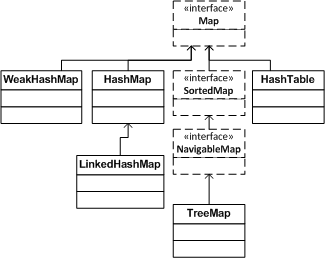 «interface»
Map
WeakHashMap
HashMap
«interface»
SortedMap
HashTable
«interface»
NavigableMap
LinkedHashMap
TreeMap